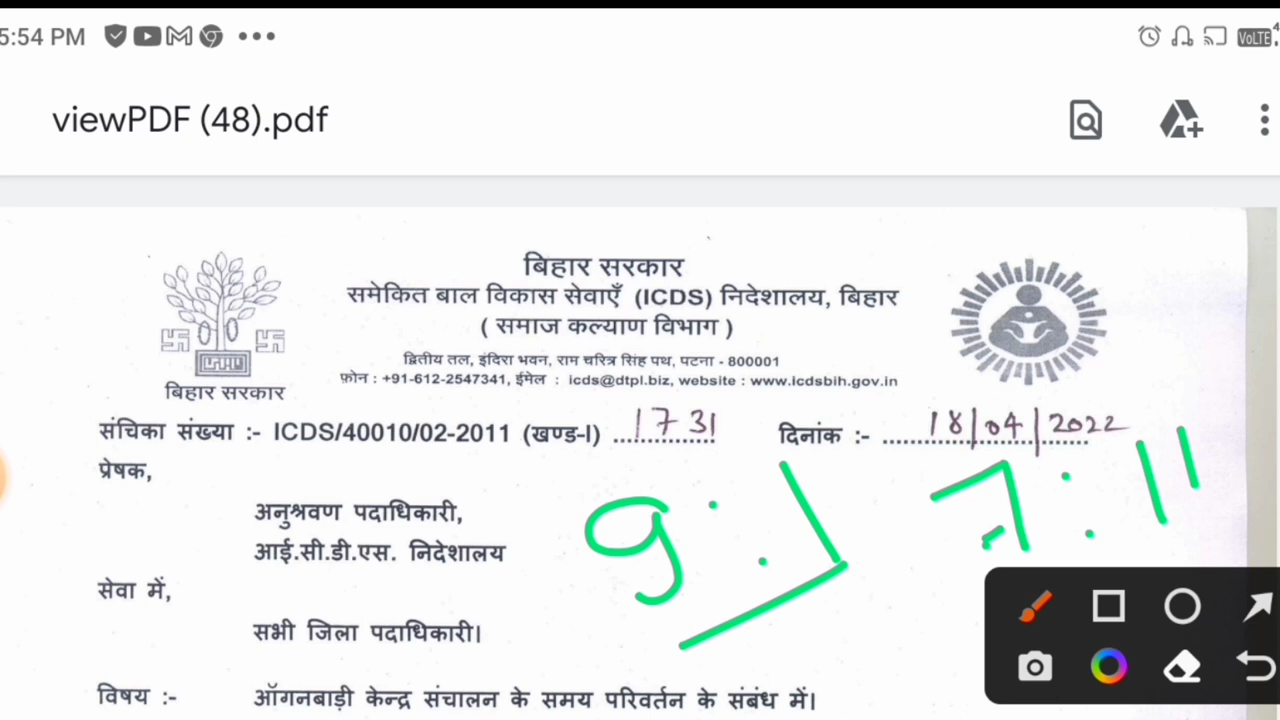 5:54 PM VoLTE 4
viewPDF (48).pdf
बिहार सरकार
समेकित बाल विकास सेवाएँ (ICDS) निदेशालय, बिहार
( समाज कल्याण विभाग )
द्वितीय तल, इंदिरा भवन, राम चरित्र सिंह पथ, पटना - 800001
फ़ोन : +91-612-2547341, ईमेल : icds@dtpl.biz, website : www.icdsbih.gov.in
बिहार सरकार
संचिका संख्या :- ICDS/40010/02-2011 (खण्ड-I) 1731 दिनांक :- 18/04/2022
प्रेषक,
9:1 7:11
अनुश्रवण पदाधिकारी,
आई.सी.डी.एस. निदेशालय
सेवा में,
सभी जिला पदाधिकारी।
विषय :- ऑगनबाड़ी केन्द्र संचालन के समय परिवर्तन के संबंध में।